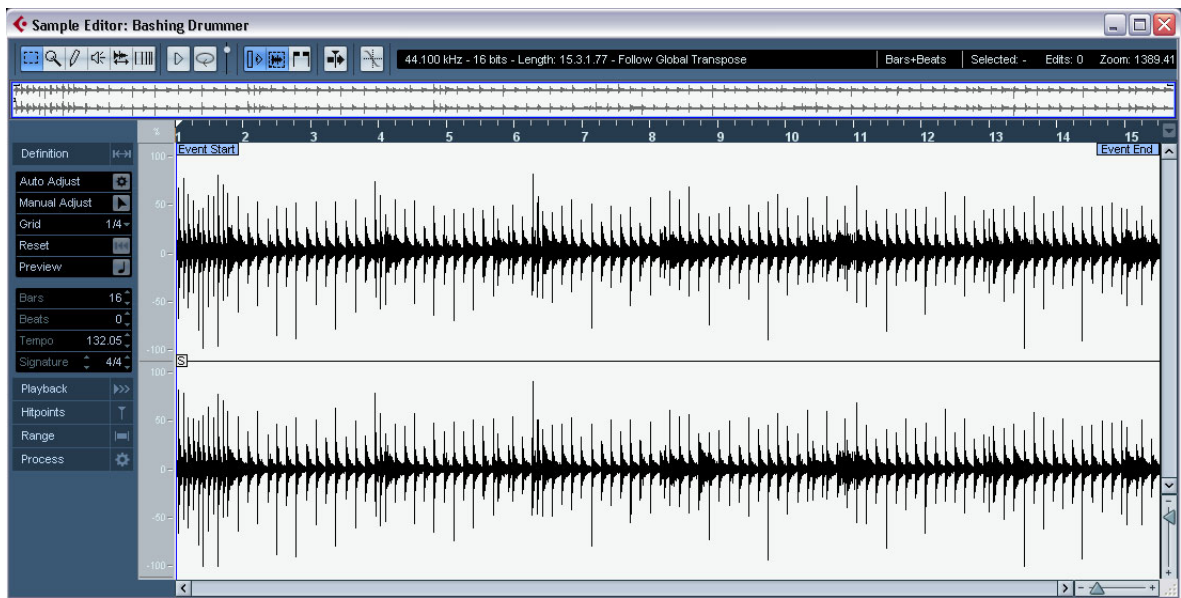 Sample Editor: Bashing Drummer
44.100 kHz - 16 bits - Length: 15.3.1.77 - Follow Global Transpose Bars+Beats Selected: - Edits: 0 Zoom: 1389.41
% 1 2 3 4 5 6 7 8 9 10 11 12 13 14 15
Event Start Event End
Definition
Auto Adjust
Manual Adjust
Grid 1/4
Reset
Preview
Bars 16
Beats 0
Tempo 132.05
Signature 4/4
Playback
Hitpoints
Range
Process
100
50
0
-50
-100
S
100
50
0
-50
-100